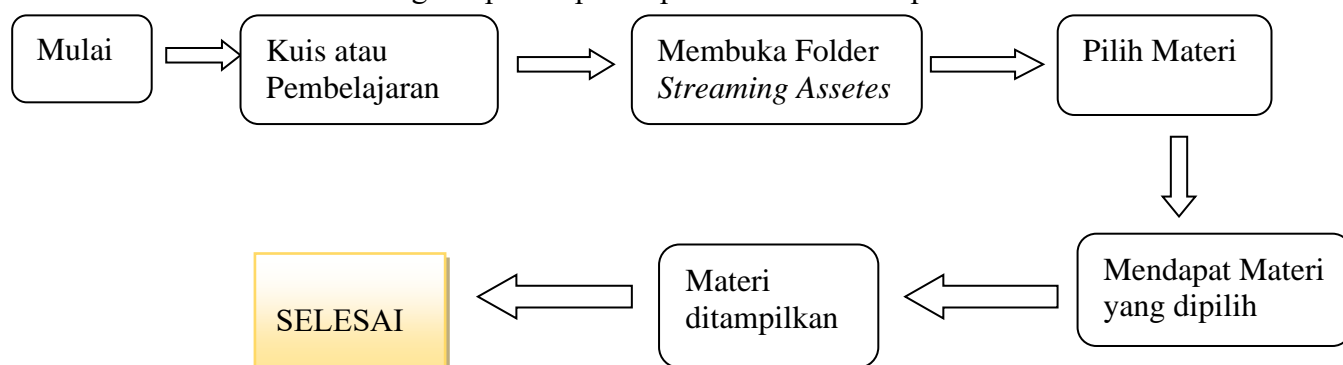 Mulai
Kuis atau
Pembelajaran
Membuka Folder
Streaming Assetes
Pilih Materi
Mendapat Materi
yang dipilih
Materi
ditampilkan
SELESAI